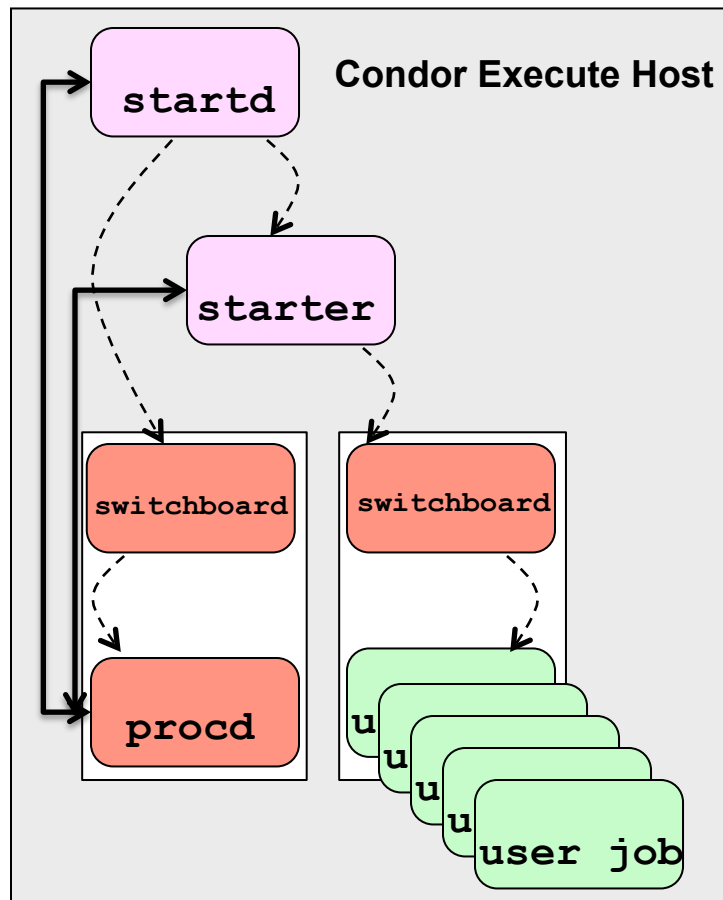 Condor Execute Host
startd
starter
switchboard
switchboard
procd
u
u
u
u
user job